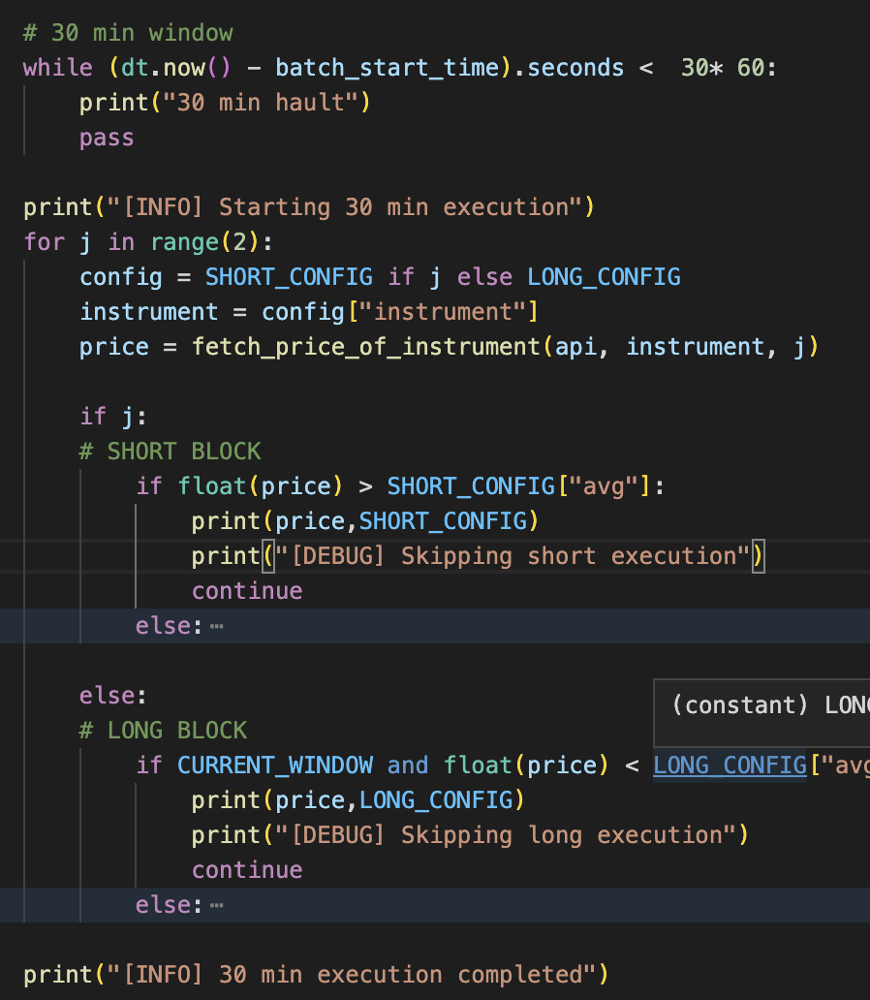 # 30 min window
while (dt.now() - batch_start_time).seconds <  30* 60:
    print("30 min hault")
    pass

print("[INFO] Starting 30 min execution")
for j in range(2):
    config = SHORT_CONFIG if j else LONG_CONFIG
    instrument = config["instrument"]
    price = fetch_price_of_instrument(api, instrument, j)

    if j:
    # SHORT BLOCK
        if float(price) > SHORT_CONFIG["avg"]:
            print(price,SHORT_CONFIG)
            print("[DEBUG] Skipping short execution")
            continue
        else:⋯

    else:
(constant) LONG
    # LONG BLOCK
        if CURRENT_WINDOW and float(price) < LONG_CONFIG["avg
            print(price,LONG_CONFIG)
            print("[DEBUG] Skipping long execution")
            continue
        else:⋯

print("[INFO] 30 min execution completed")